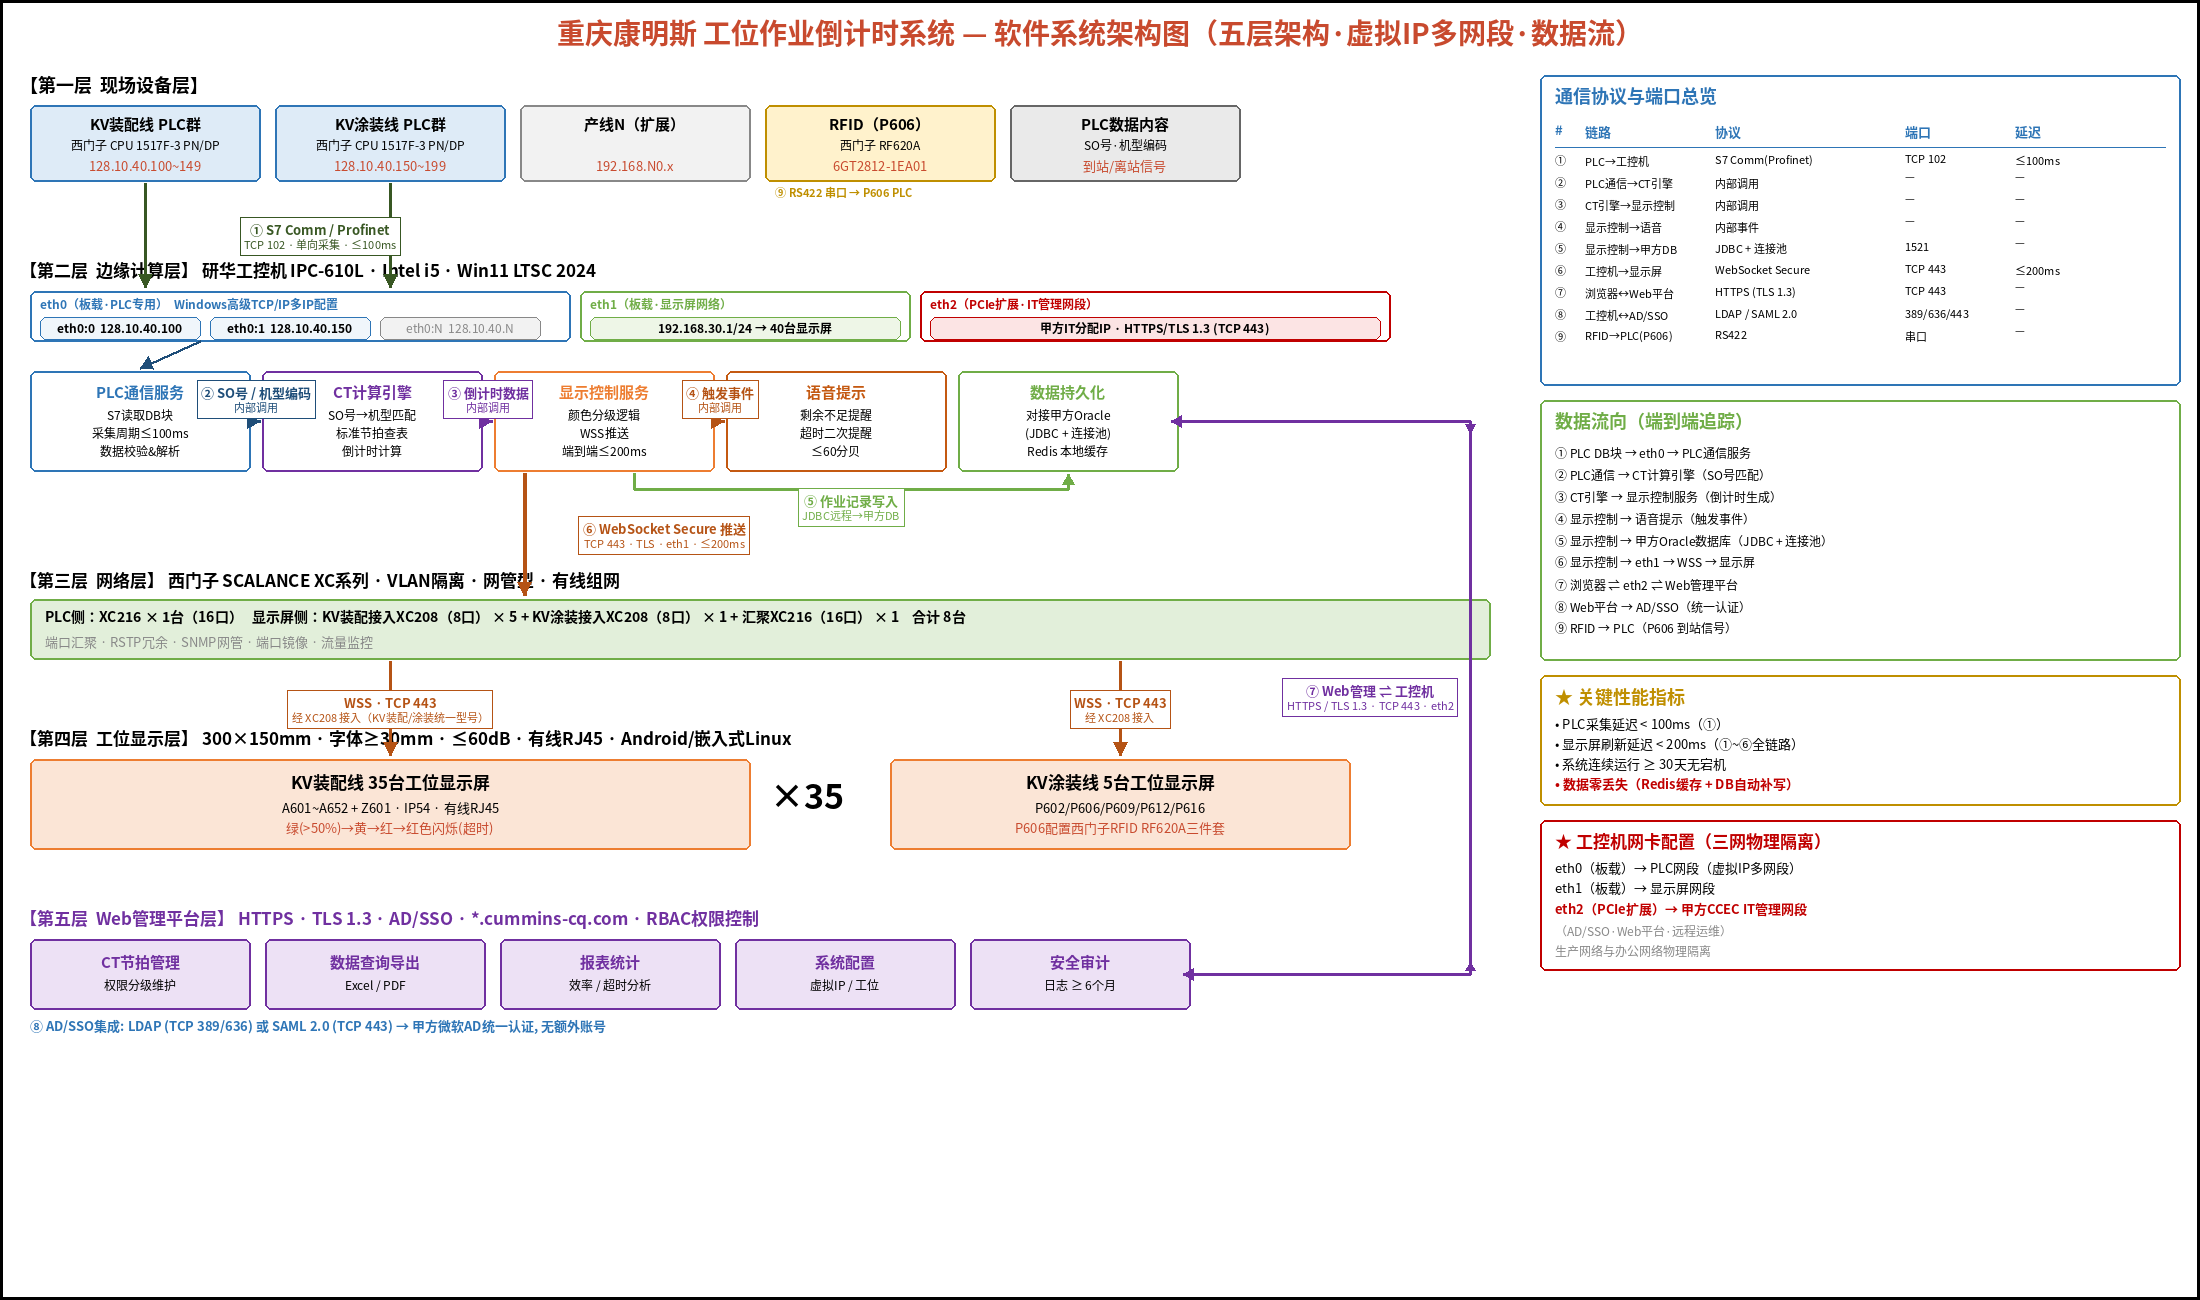 重庆康明斯 工位作业倒计时系统 — 软件系统架构图（五层架构·虚拟IP多网段·数据流）
【第一层 现场设备层】
KV装配线 PLC群
西门子 CPU 1517F-3 PN/DP
128.10.40.100~149
KV涂装线 PLC群
西门子 CPU 1517F-3 PN/DP
128.10.40.150~199
产线N（扩展）
192.168.N0.x
RFID（P606）
西门子 RF620A
6GT2812-1EA01
PLC数据内容
SO号·机型编码
到站/离站信号
⑨ RS422 串口 → P606 PLC
① S7 Comm / Profinet
TCP 102 · 单向采集 · ≤100ms
【第二层 边缘计算层】 研华工控机 IPC-610L · Intel i5 · Win11 LTSC 2024
eth0（板载·PLC专用） Windows高级TCP/IP多IP配置
eth0:0 128.10.40.100
eth0:1 128.10.40.150
eth0:N 128.10.40.N
eth1（板载·显示屏网络）
192.168.30.1/24 → 40台显示屏
eth2（PCIe扩展·IT管理网段）
甲方IT分配IP · HTTPS/TLS 1.3 (TCP 443)
PLC通信服务
S7读取DB块
采集周期≤100ms
数据校验&解析
② SO号 / 机型编码
内部调用
CT计算引擎
SO号→机型匹配
标准节拍查表
倒计时计算
③ 倒计时数据
内部调用
显示控制服务
颜色分级逻辑
WSS推送
端到端≤200ms
④ 触发事件
内部调用
语音提示
剩余不足提醒
超时二次提醒
≤60分贝
数据持久化
对接甲方Oracle
(JDBC + 连接池)
Redis 本地缓存
⑤ 作业记录写入
JDBC远程→甲方DB
⑥ WebSocket Secure 推送
TCP 443 · TLS · eth1 · ≤200ms
【第三层 网络层】 西门子 SCALANCE XC系列 · VLAN隔离 · 网管型 · 有线组网
PLC侧：XC216 × 1台（16口） 显示屏侧：KV装配接入XC208（8口） × 5 + KV涂装接入XC208（8口） × 1 + 汇聚XC216（16口） × 1 合计 8台
端口汇聚 · RSTP冗余 · SNMP网管 · 端口镜像 · 流量监控
WSS · TCP 443
经 XC208 接入（KV装配/涂装统一型号）
WSS · TCP 443
经 XC208 接入
⑦ Web管理 ⇌ 工控机
HTTPS / TLS 1.3 · TCP 443 · eth2
【第四层 工位显示层】 300×150mm · 字体≥30mm · ≤60dB · 有线RJ45 · Android/嵌入式Linux
KV装配线 35台工位显示屏
A601~A652 + Z601 · IP54 · 有线RJ45
绿(>50%)→黄→红→红色闪烁(超时)
×35
KV涂装线 5台工位显示屏
P602/P606/P609/P612/P616
P606配置西门子RFID RF620A三件套
【第五层 Web管理平台层】 HTTPS · TLS 1.3 · AD/SSO · *.cummins-cq.com · RBAC权限控制
CT节拍管理
权限分级维护
数据查询导出
Excel / PDF
报表统计
效率 / 超时分析
系统配置
虚拟IP / 工位
安全审计
日志 ≥ 6个月
⑧ AD/SSO集成: LDAP (TCP 389/636) 或 SAML 2.0 (TCP 443) → 甲方微软AD统一认证, 无额外账号
通信协议与端口总览
# 链路 协议 端口 延迟
① PLC→工控机 S7 Comm(Profinet) TCP 102 ≤100ms
② PLC通信→CT引擎 内部调用 — —
③ CT引擎→显示控制 内部调用 — —
④ 显示控制→语音 内部事件 — —
⑤ 显示控制→甲方DB JDBC + 连接池 1521 —
⑥ 工控机→显示屏 WebSocket Secure TCP 443 ≤200ms
⑦ 浏览器↔Web平台 HTTPS (TLS 1.3) TCP 443 —
⑧ 工控机↔AD/SSO LDAP / SAML 2.0 389/636/443 —
⑨ RFID→PLC(P606) RS422 串口 —
数据流向（端到端追踪）
① PLC DB块 → eth0 → PLC通信服务
② PLC通信 → CT计算引擎（SO号匹配）
③ CT引擎 → 显示控制服务（倒计时生成）
④ 显示控制 → 语音提示（触发事件）
⑤ 显示控制 → 甲方Oracle数据库（JDBC + 连接池）
⑥ 显示控制 → eth1 → WSS → 显示屏
⑦ 浏览器 ⇌ eth2 ⇌ Web管理平台
⑧ Web平台 → AD/SSO（统一认证）
⑨ RFID → PLC（P606 到站信号）
★ 关键性能指标
• PLC采集延迟 < 100ms（①）
• 显示屏刷新延迟 < 200ms（①~⑥全链路）
• 系统连续运行 ≥ 30天无宕机
• 数据零丢失（Redis缓存 + DB自动补写）
★ 工控机网卡配置（三网物理隔离）
eth0（板载）→ PLC网段（虚拟IP多网段）
eth1（板载）→ 显示屏网段
eth2（PCIe扩展）→ 甲方CCEC IT管理网段
（AD/SSO·Web平台·远程运维）
生产网络与办公网络物理隔离